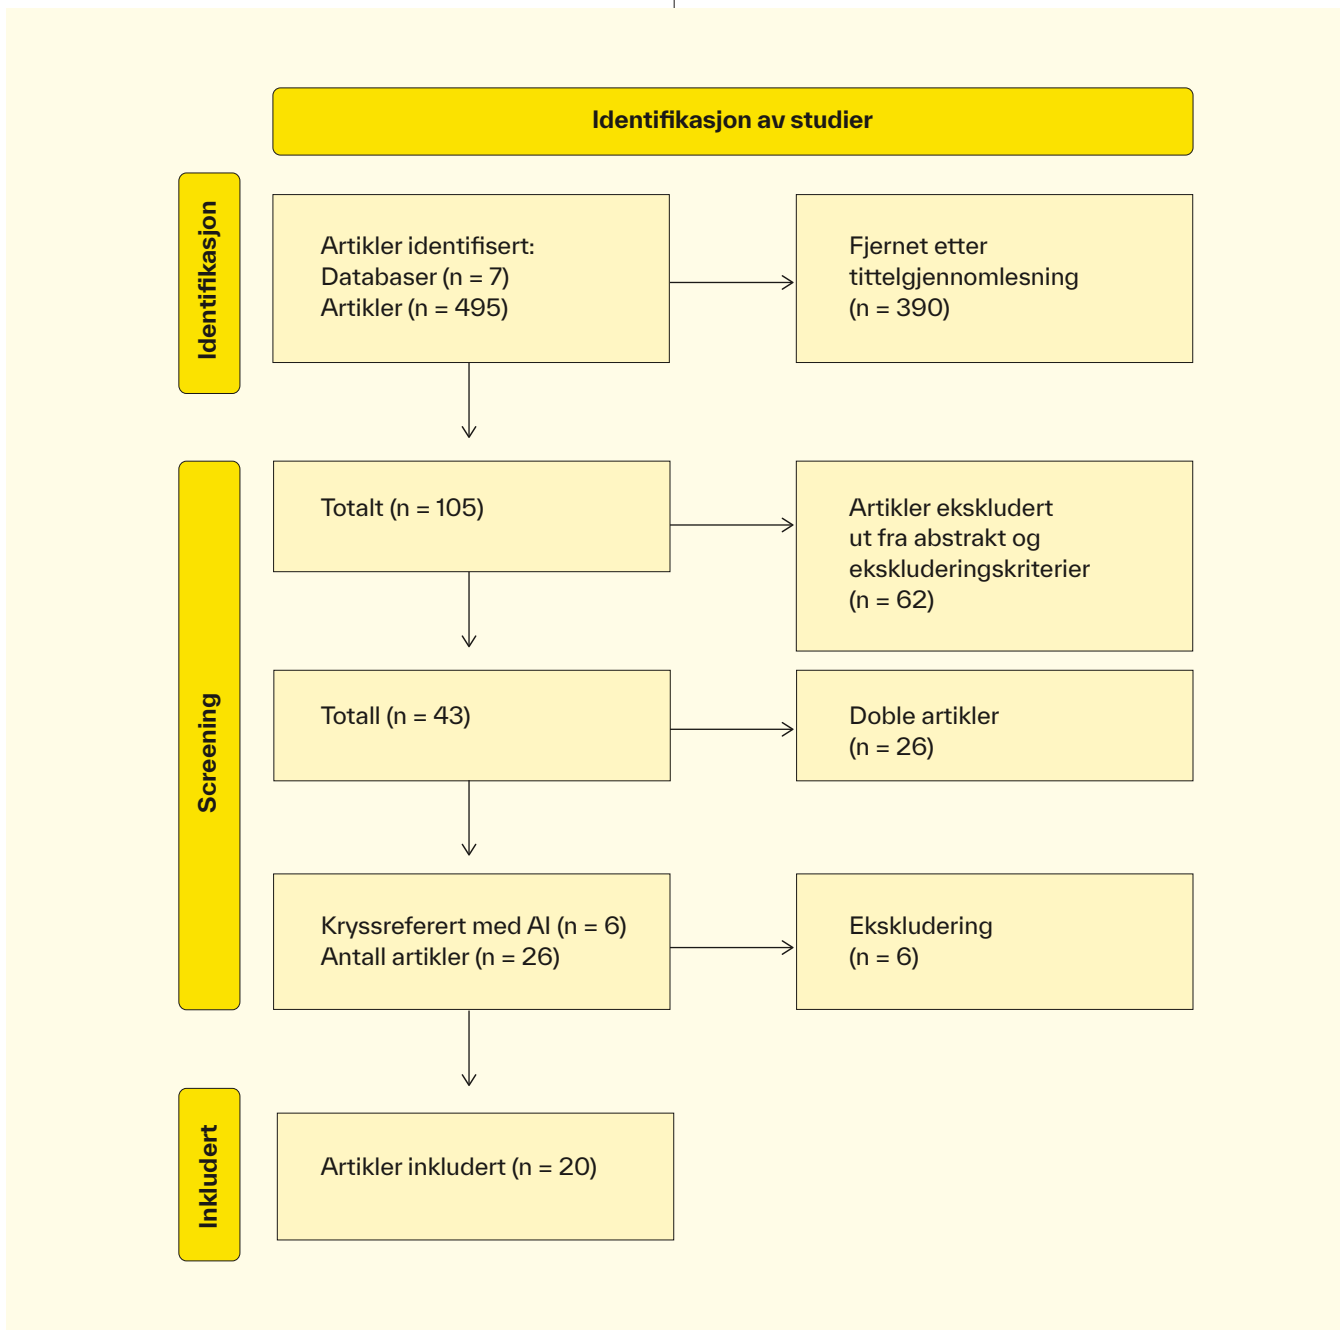 Identifikasjon av studier
Identifikasjon
Artikler identifisert:
Databaser (n = 7)
Artikler (n = 495)
Fjernet etter
tittelgjennomlesning
(n = 390)
Screening
Totalt (n = 105)
Artikler ekskludert
ut fra abstrakt og
ekskluderingskriterier
(n = 62)
Totall (n = 43)
Doble artikler
(n = 26)
Kryssreferert med AI (n = 6)
Antall artikler (n = 26)
Ekskludering
(n = 6)
Inkludert
Artikler inkludert (n = 20)